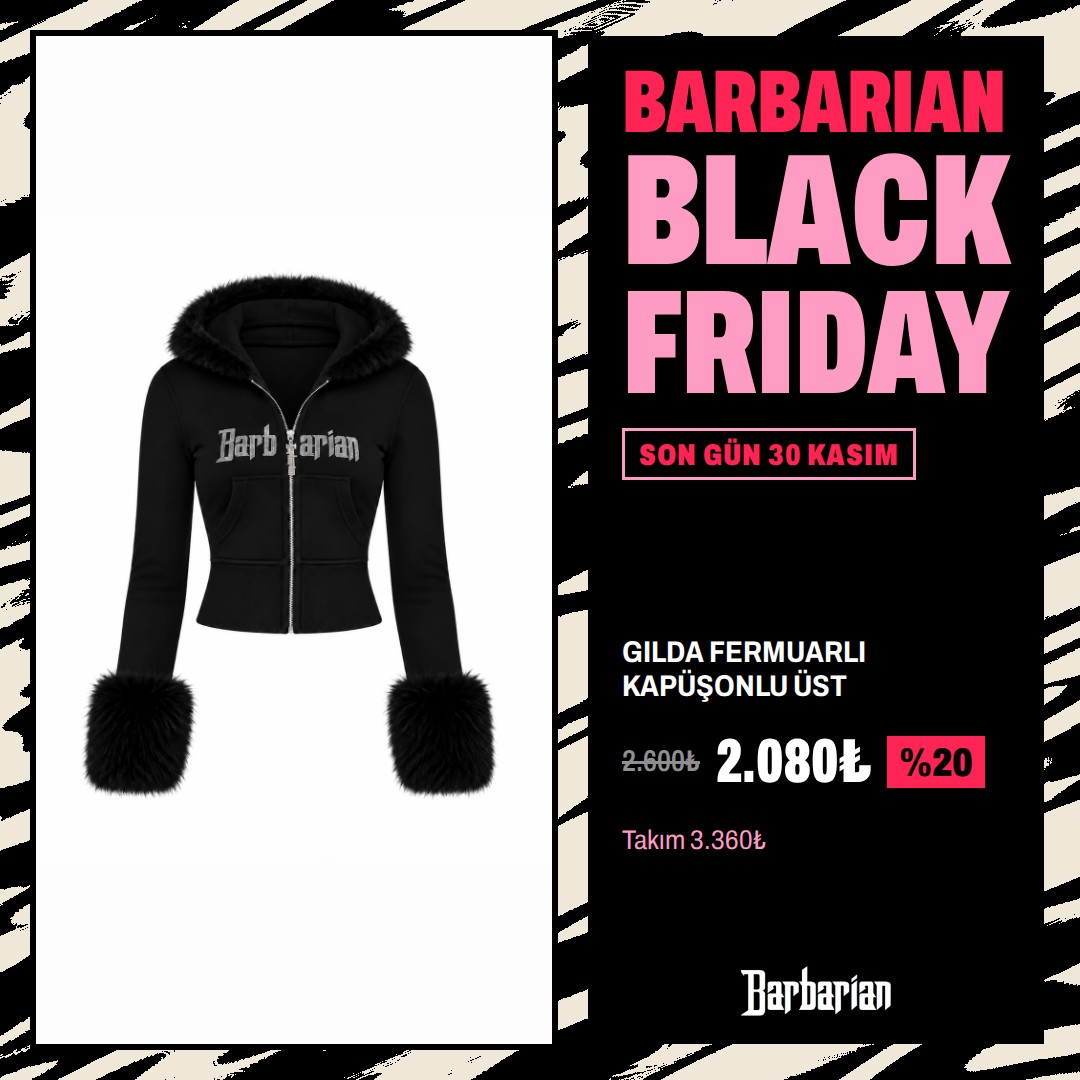 Barbarian
BARBARIAN
BLACK
FRIDAY
SON GÜN 30 KASIM
GILDA FERMUARLI
KAPÜŞONLU ÜST
2.600₺ 2.080₺ %20
Takım 3.360₺
Barbarian